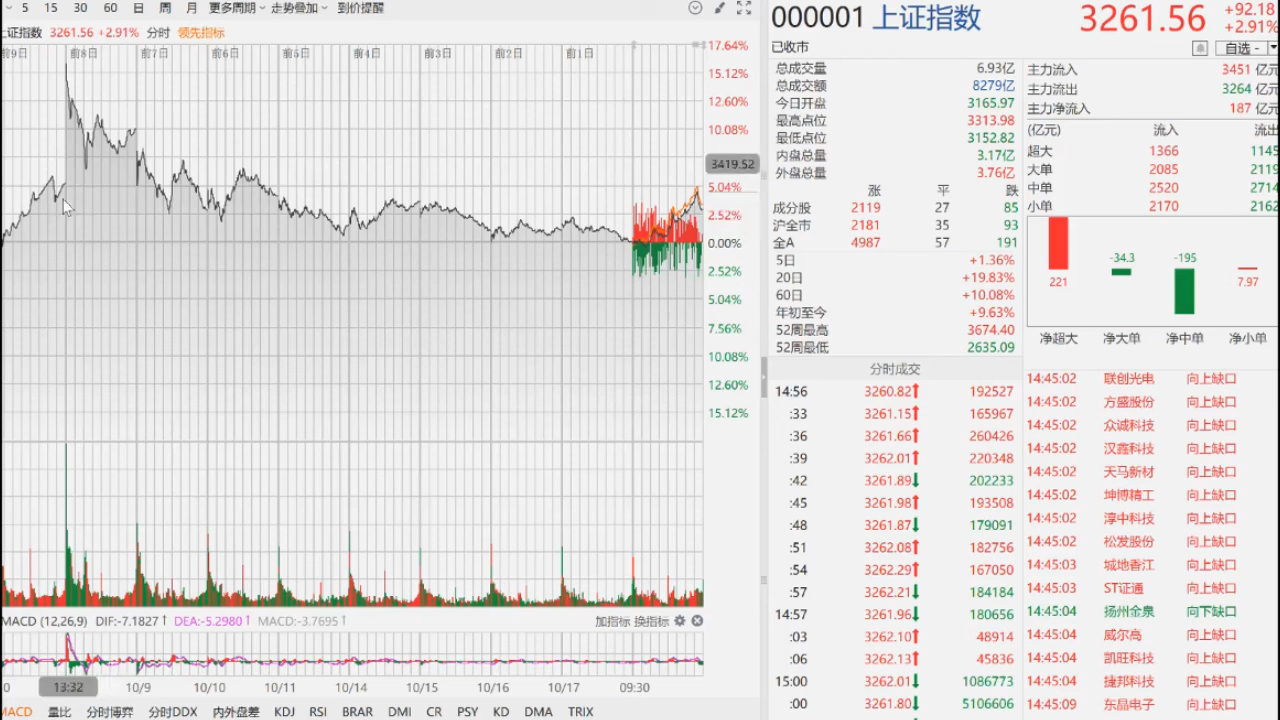 5 15 30 60 日 周 月 更多周期 走势叠加 到价提醒
上证指数 3261.56 +2.91% 分时 领先指标
前9日 前8日 前7日 前6日 前5日 前4日 前3日 前2日 前1日
17.64%
15.12%
12.60%
10.08%
3419.52
5.04%
2.52%
0.00%
2.52%
5.04%
7.56%
10.08%
12.60%
15.12%
MACD (12,26,9) DIF:-7.1827↑ DEA:-5.2980↑ MACD:-3.7695↑ 加指标 换指标
13:32 10/9 10/10 10/11 10/14 10/15 10/16 10/17 09:30
MACD 量比 分时博弈 分时DDX 内外盘差 KDJ RSI BRAR DMI CR PSY KD DMA TRIX
000001 上证指数 3261.56 +92.18
+2.91%
已收市 自选 -
总成交量 6.93亿
总成交额 8279亿
今日开盘 3165.97
最高点位 3313.98
最低点位 3152.82
内盘总量 3.17亿
外盘总量 3.76亿
涨 平 跌
成分股 2119 27 85
沪全市 2181 35 93
全A 4987 57 191
5日 +1.36%
20日 +19.83%
60日 +10.08%
年初至今 +9.63%
52周最高 3674.40
52周最低 2635.09
分时成交
14:56 3260.82↑ 192527
:33 3261.15↑ 165967
:36 3261.66↑ 260426
:39 3262.01↑ 220348
:42 3261.89↓ 202233
:45 3261.98↑ 193508
:48 3261.87↓ 179091
:51 3262.08↑ 182756
:54 3262.29↑ 167050
:57 3262.21↓ 184184
14:57 3261.96↓ 180656
:03 3262.10↑ 48914
:06 3262.13↑ 45836
15:00 3262.01↓ 1086773
:00 3261.80↓ 5106606
主力流入 3451 亿元
主力流出 3264 亿元
主力净流入 187 亿元
(亿元) 流入 流出
超大 1366 1145
大单 2085 2119
中单 2520 2714
小单 2170 2162
221 -34.3 -195 7.97
净超大 净大单 净中单 净小单
14:45:02 联创光电 向上缺口
14:45:02 方盛股份 向上缺口
14:45:02 众诚科技 向上缺口
14:45:02 汉鑫科技 向上缺口
14:45:02 天马新材 向上缺口
14:45:02 坤博精工 向上缺口
14:45:02 淳中科技 向上缺口
14:45:02 松发股份 向上缺口
14:45:03 城地香江 向上缺口
14:45:03 ST证通 向上缺口
14:45:04 扬州金泉 向下缺口
14:45:04 威尔高 向上缺口
14:45:04 凯旺科技 向上缺口
14:45:04 捷邦科技 向上缺口
14:45:09 东晶电子 向上缺口